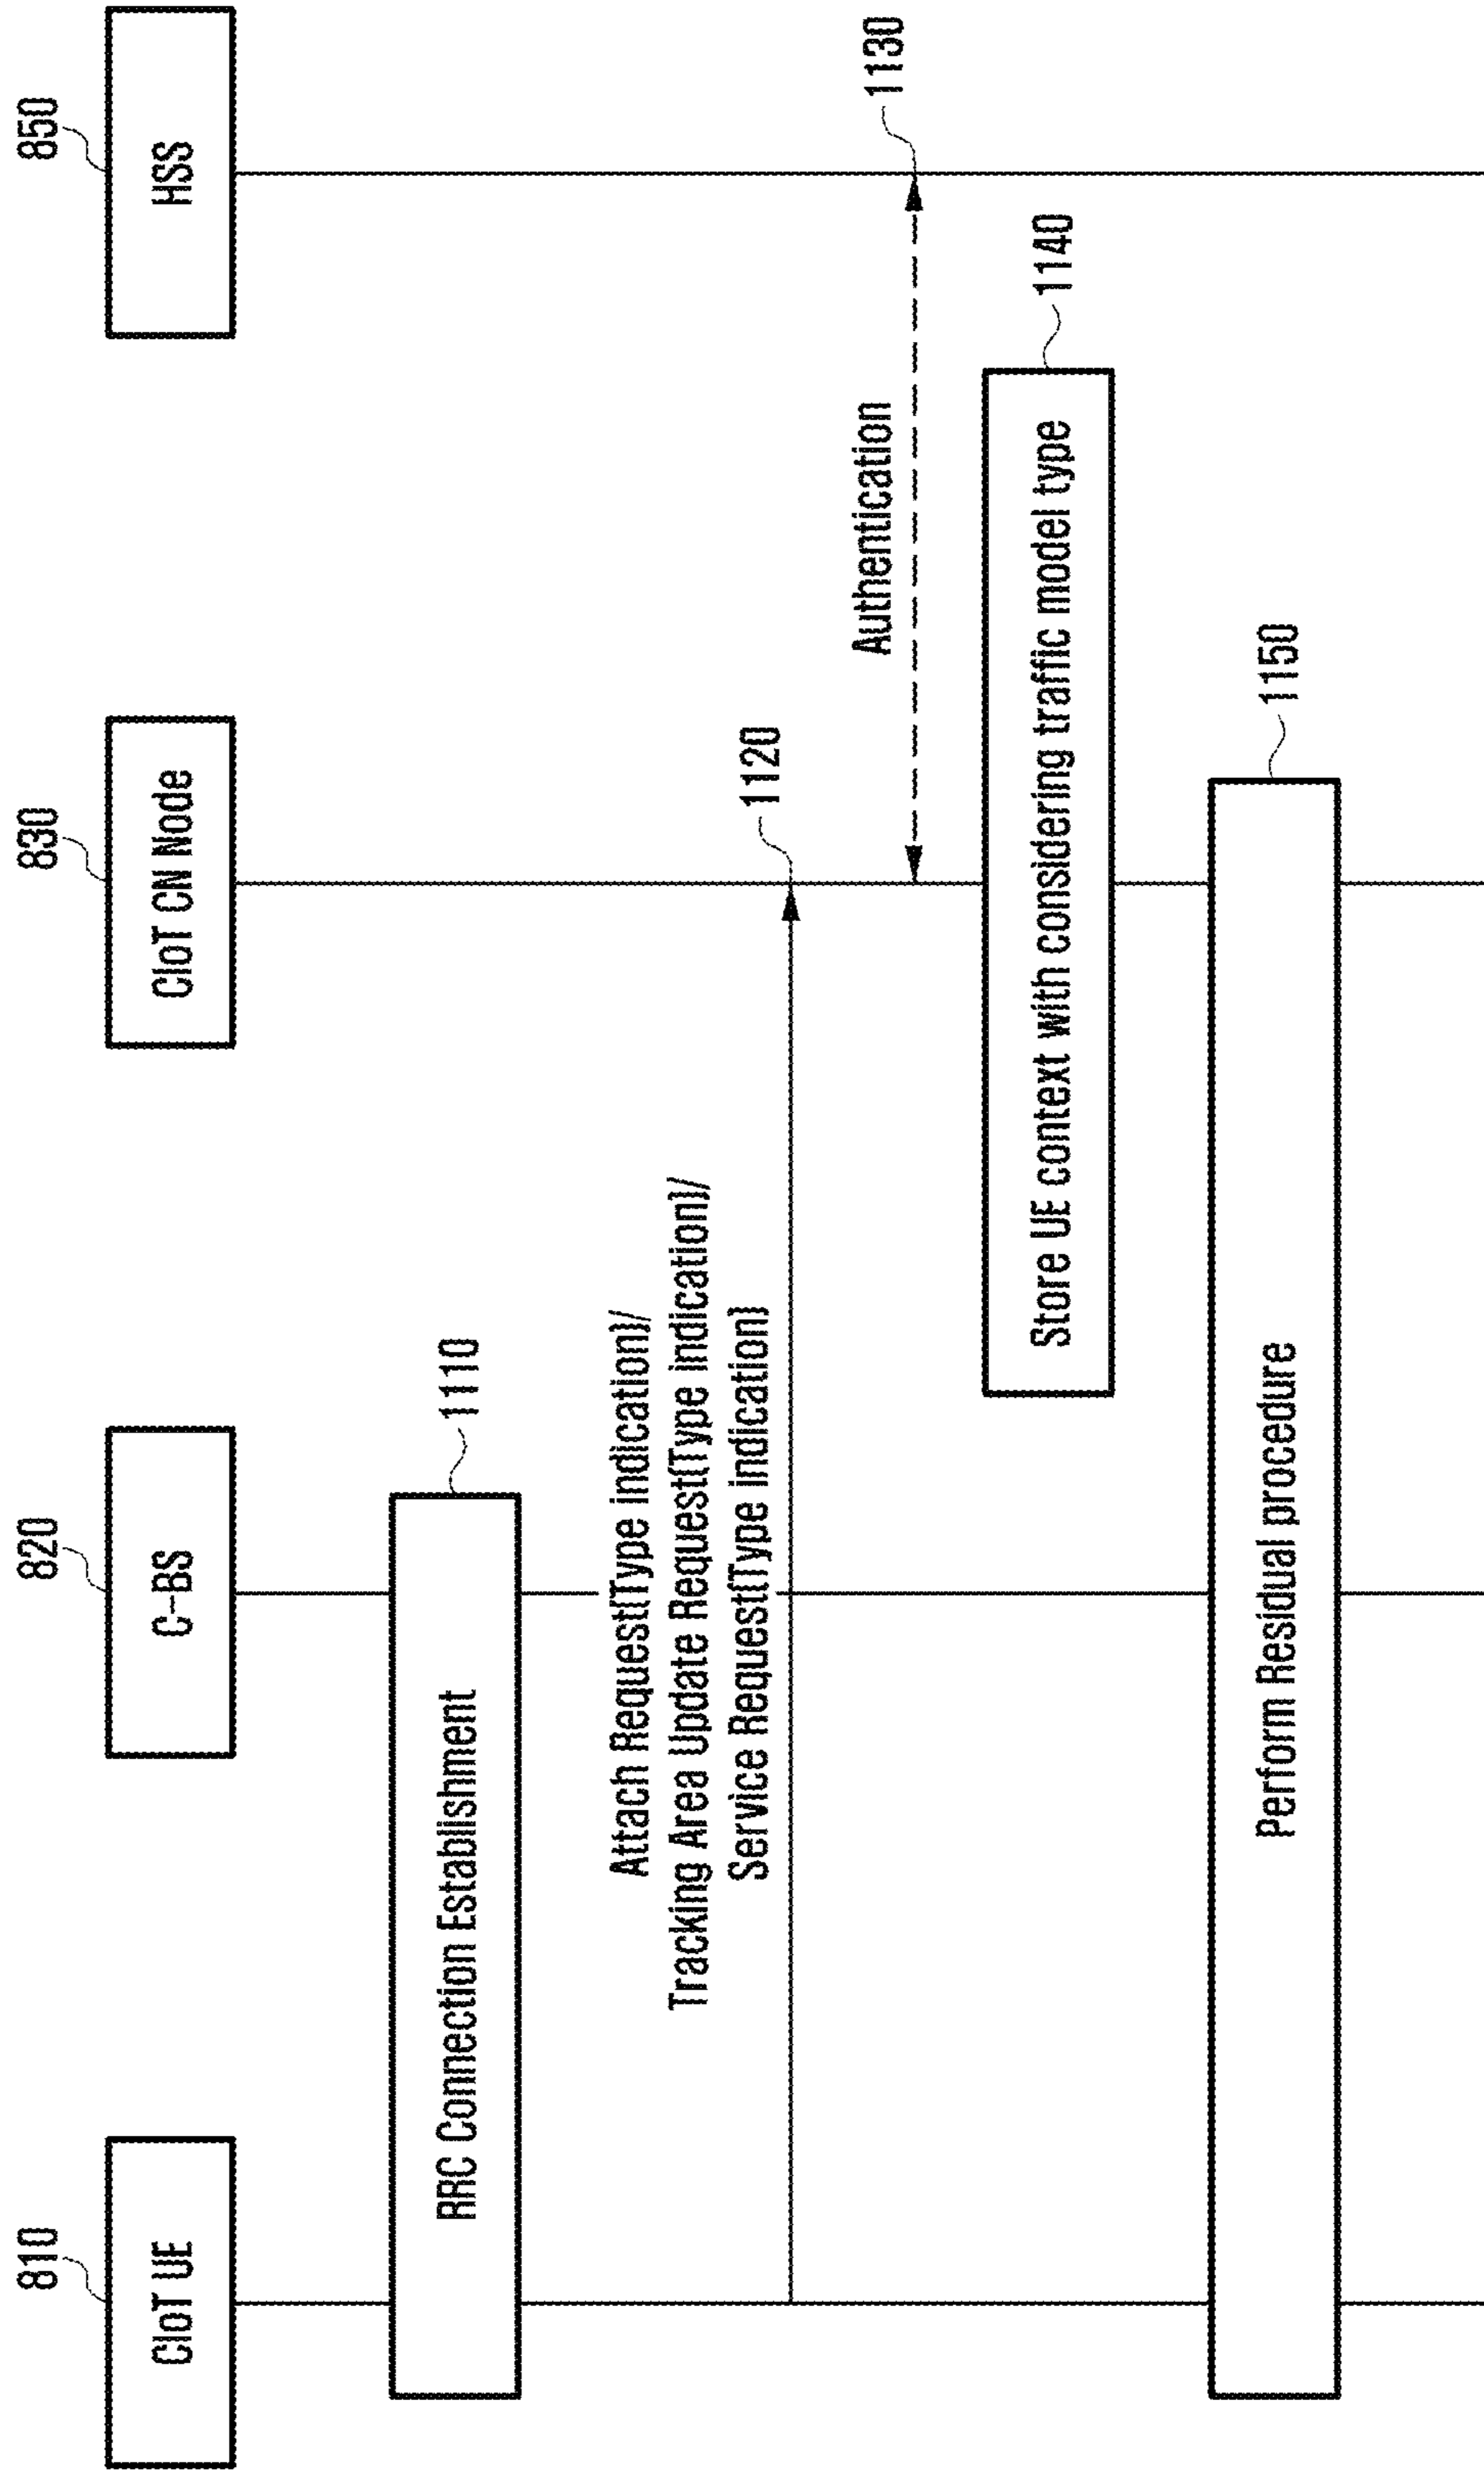 810
820
830
850
CIoT UE
C-BS
CIoT CN Node
HSS
RRC Connection Establishment
1110
Attach Request(Type indication)/
Tracking Area Update Request(Type indication)/
Service Request(Type indication)
1120
Authentication
1130
Store UE context with considering traffic model type
1140
Perform Residual procedure
1150